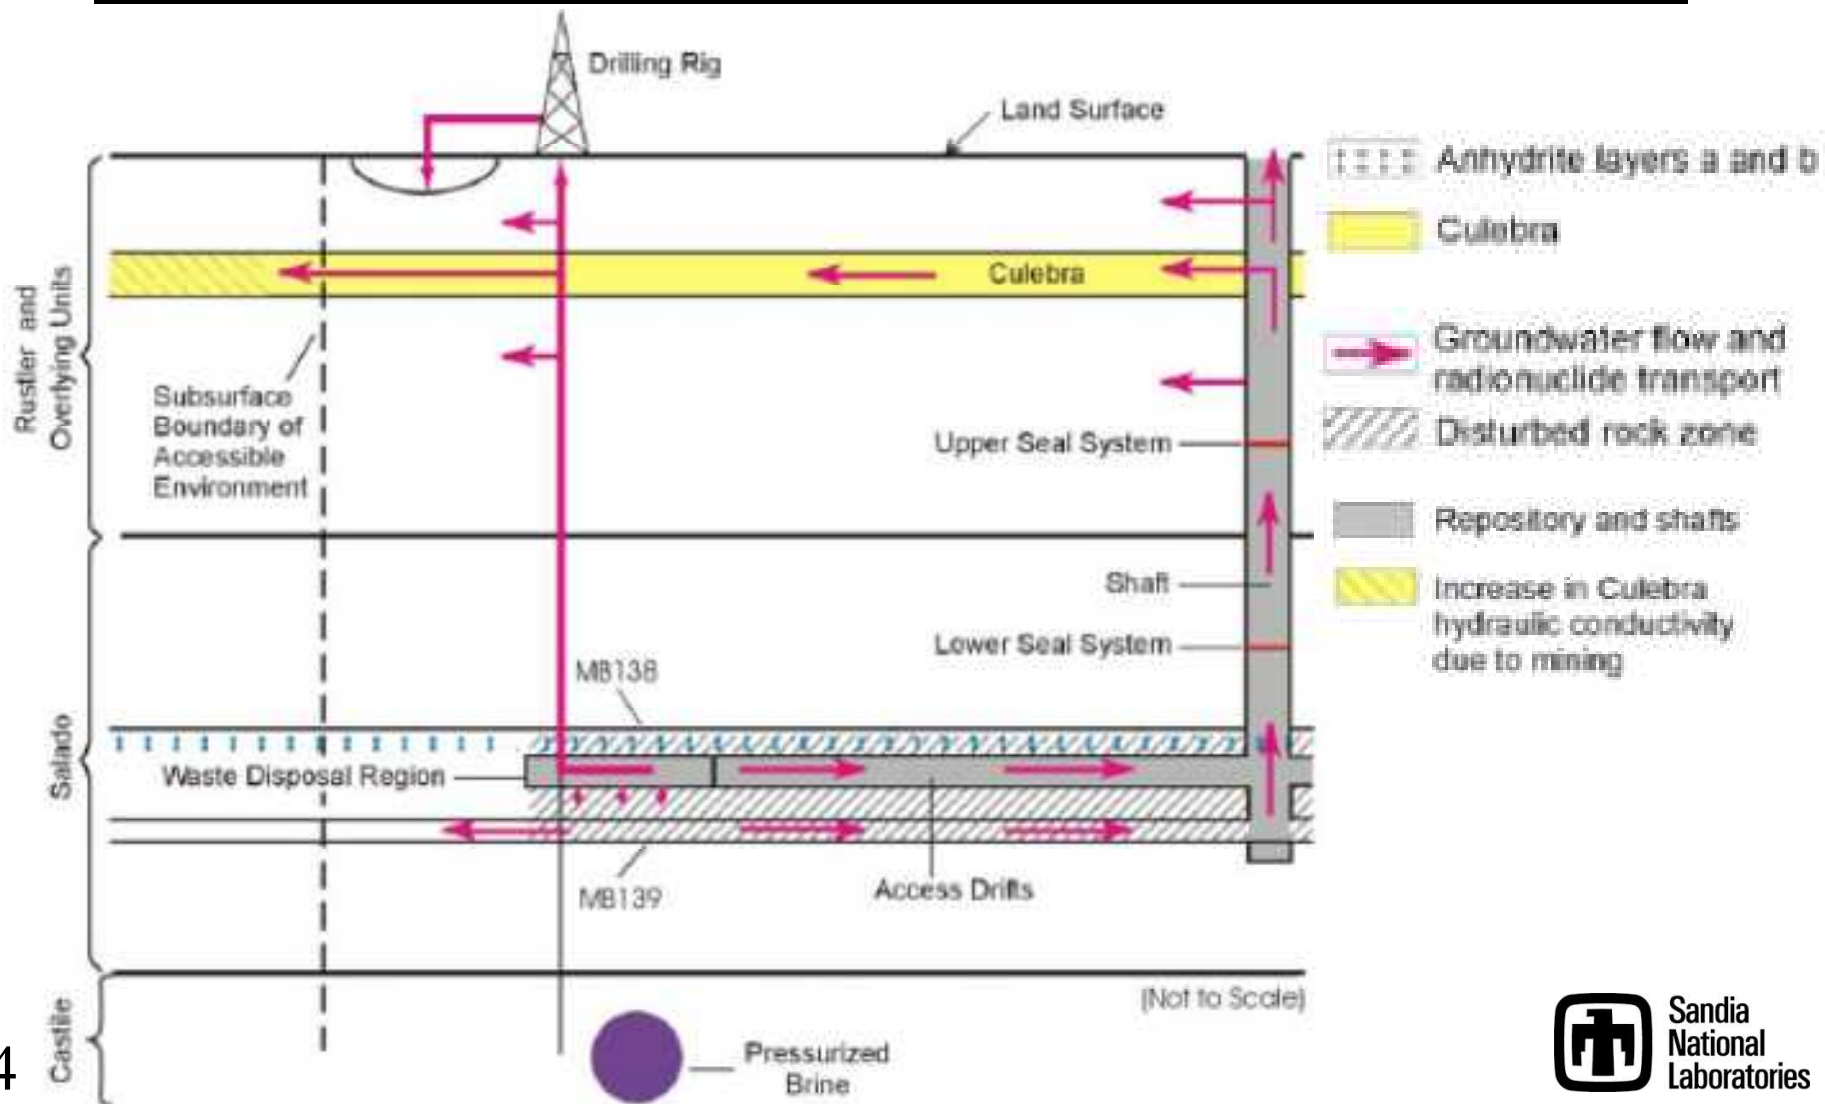 Drilling Rig
Land Surface
Anhydrite layers a and b
Culebra
Culebra
Rustler and
Overlying Units
Subsurface
Boundary of
Accessible
Environment
Groundwater flow and
radionuclide transport
Disturbed rock zone
Upper Seal System
Repository and shafts
Shaft
Increase in Culebra
hydraulic conductivity
due to mining
Lower Seal System
MB138
Salado
Waste Disposal Region
MB139
Access Drifts
(Not to Scale)
Castile
Pressurized
Brine
4
Sandia
National
Laboratories